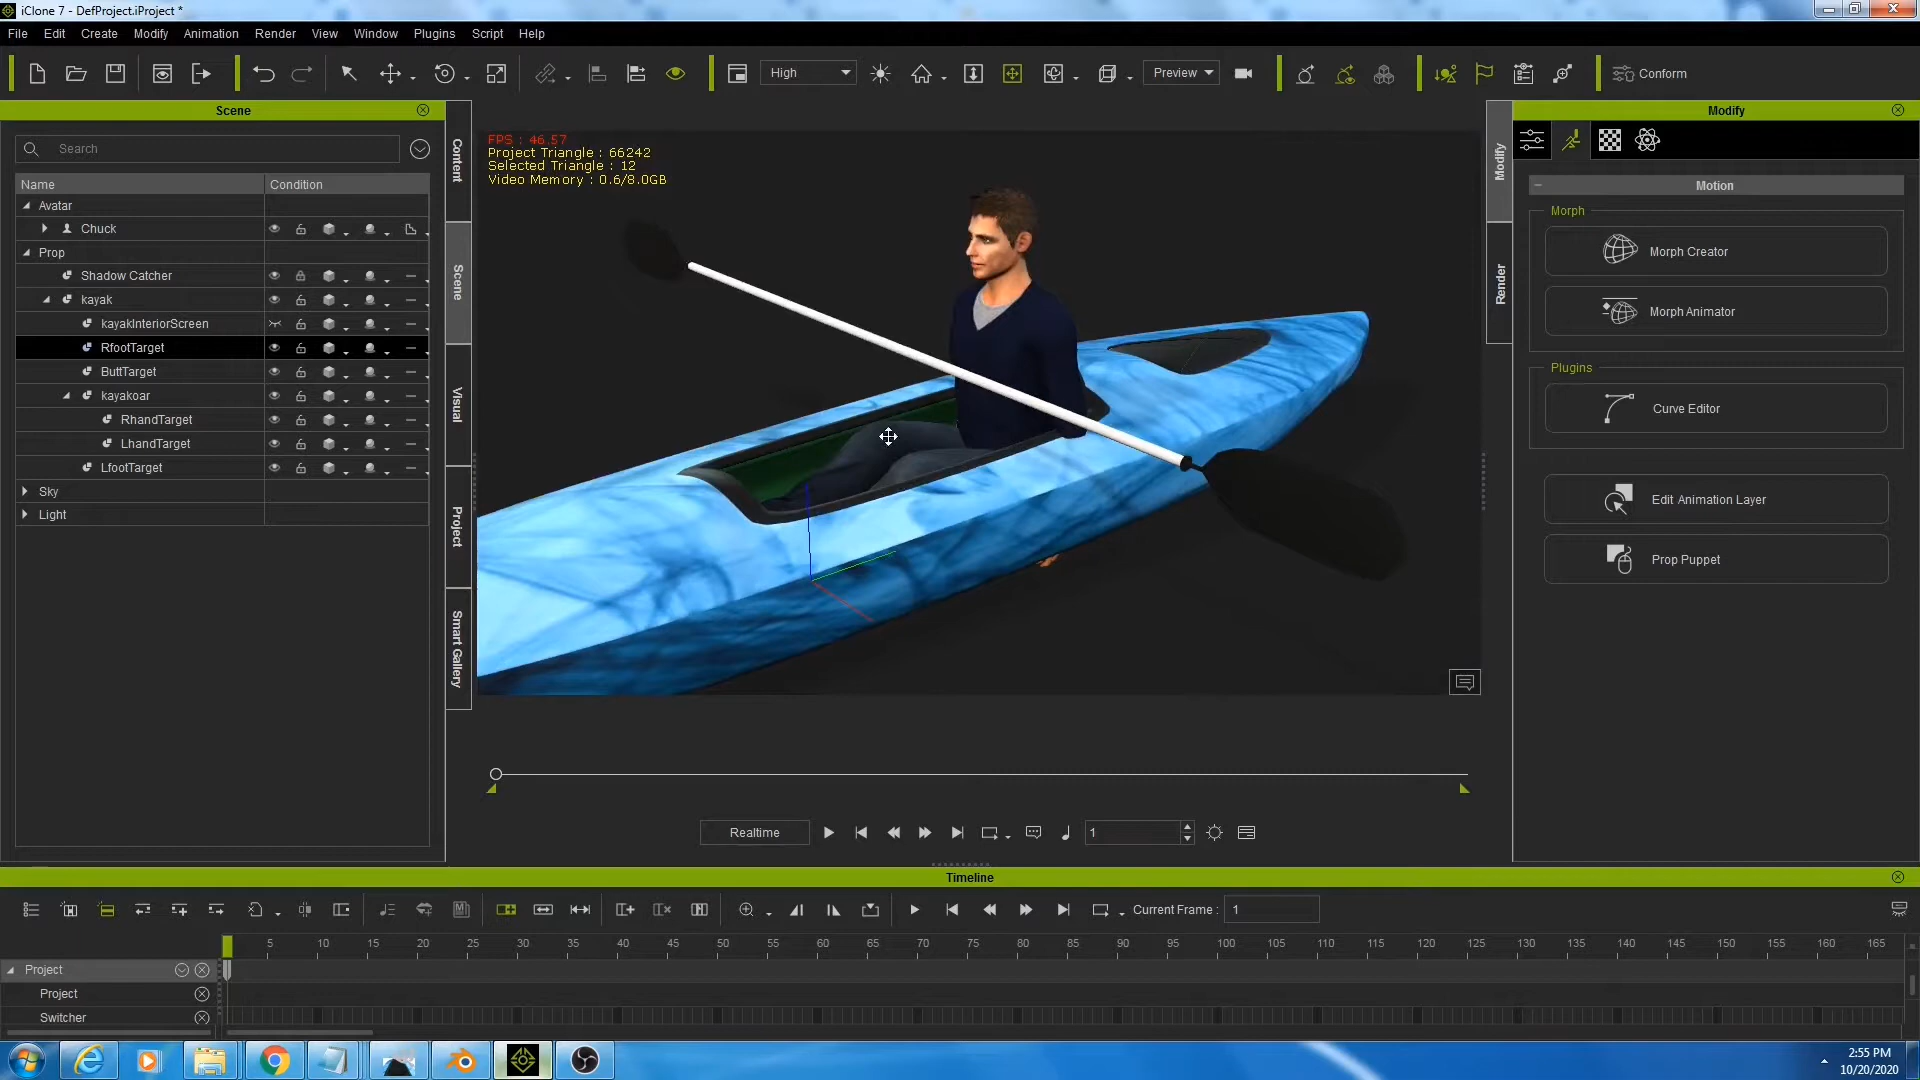 iClone 7 - DefProject.iProject *
File Edit Create Modify Animation Render View Window Plugins Script Help
High Preview Conform
Scene
Search
Name Condition
Avatar
Chuck
Prop
Shadow Catcher
kayak
kayakInteriorScreen
RfootTarget
ButtTarget
kayakoar
RhandTarget
LhandTarget
LfootTarget
Sky
Light
Content
Scene
Visual
Project
Smart Gallery
FPS : 46.57
Project Triangle : 66242
Selected Triangle : 12
Video Memory : 0.6/8.0GB
Modify
Render
Modify
Motion
Morph
Morph Creator
Morph Animator
Plugins
Curve Editor
Edit Animation Layer
Prop Puppet
Realtime 1
Timeline
Current Frame : 1
5 10 15 20 25 30 35 40 45 50 55 60 65 70 75 80 85 90 95 100 105 110 115 120 125 130 135 140 145 150 155 160 165
Project
Project
Switcher
2:55 PM
10/20/2020